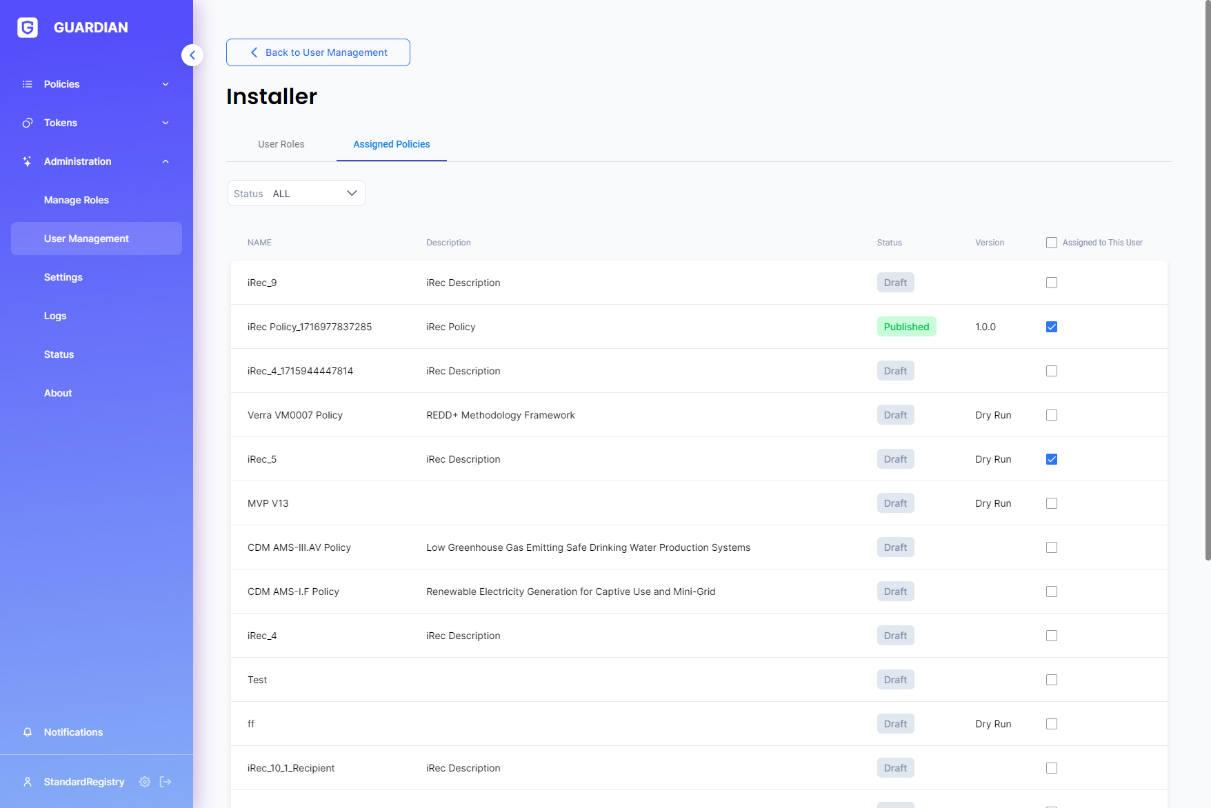 GUARDIAN
Policies
Tokens
Administration
Manage Roles
User Management
Settings
Logs
Status
About
Notifications
StandardRegistry
Back to User Management
Installer
User Roles Assigned Policies
Status ALL
NAME Description Status Version Assigned to This User
iRec_9 iRec Description Draft
iRec Policy_1716977837285 iRec Policy Published 1.0.0
iRec_4_1715944447814 iRec Description Draft
Verra VM0007 Policy REDD+ Methodology Framework Draft Dry Run
iRec_5 iRec Description Draft Dry Run
MVP V13 Draft Dry Run
CDM AMS-III.AV Policy Low Greenhouse Gas Emitting Safe Drinking Water Production Systems Draft
CDM AMS-I.F Policy Renewable Electricity Generation for Captive Use and Mini-Grid Draft
iRec_4 iRec Description Draft
Test Draft
ff Draft Dry Run
iRec_10_1_Recipient iRec Description Draft